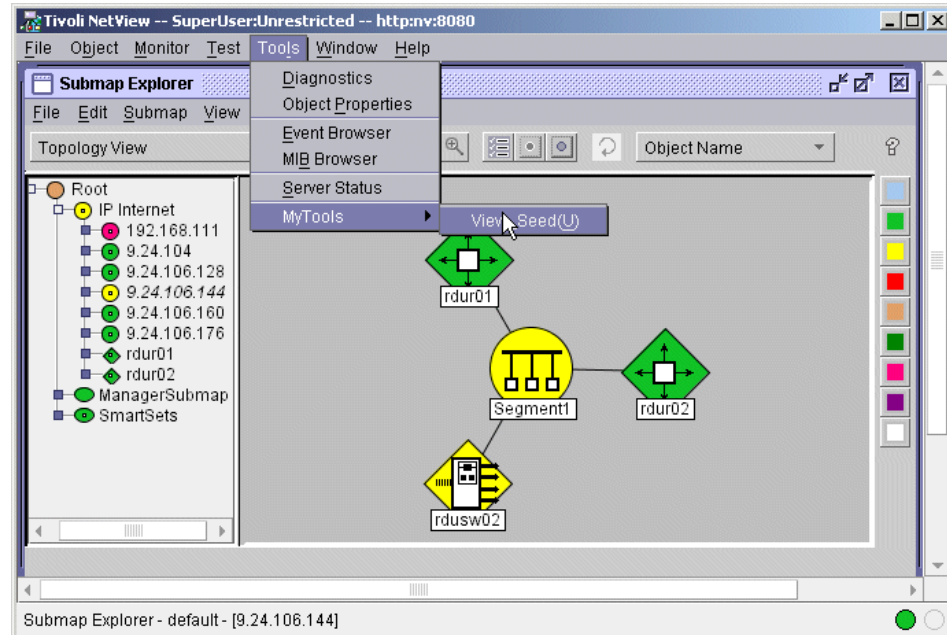 Tivoli NetView -- SuperUser:Unrestricted -- http:nv:8080
File Object Monitor Test Tools Window Help
Submap Explorer
File Edit Submap View
Topology View
Object Name
Diagnostics
Object Properties
Event Browser
MIB Browser
Server Status
MyTools
View Seed(U)
Root
IP Internet
192.168.111
9.24.104
9.24.106.128
9.24.106.144
9.24.106.160
9.24.106.176
rdur01
rdur02
ManagerSubmap
SmartSets
rdur01
Segment1
rdur02
rdusw02
Submap Explorer - default - [9.24.106.144]